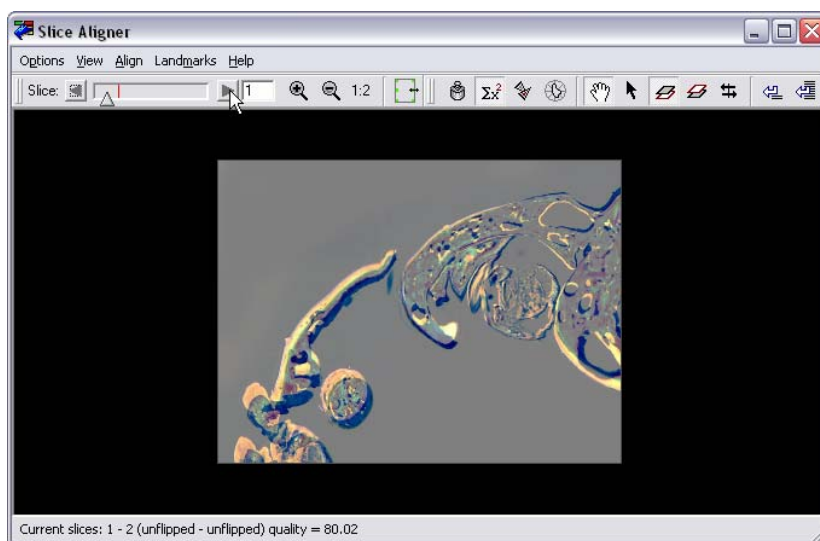 Slice Aligner
Options View Align Landmarks Help
Slice: 1 1:2 Σx²
Current slices: 1 - 2 (unflipped - unflipped) quality = 80.02